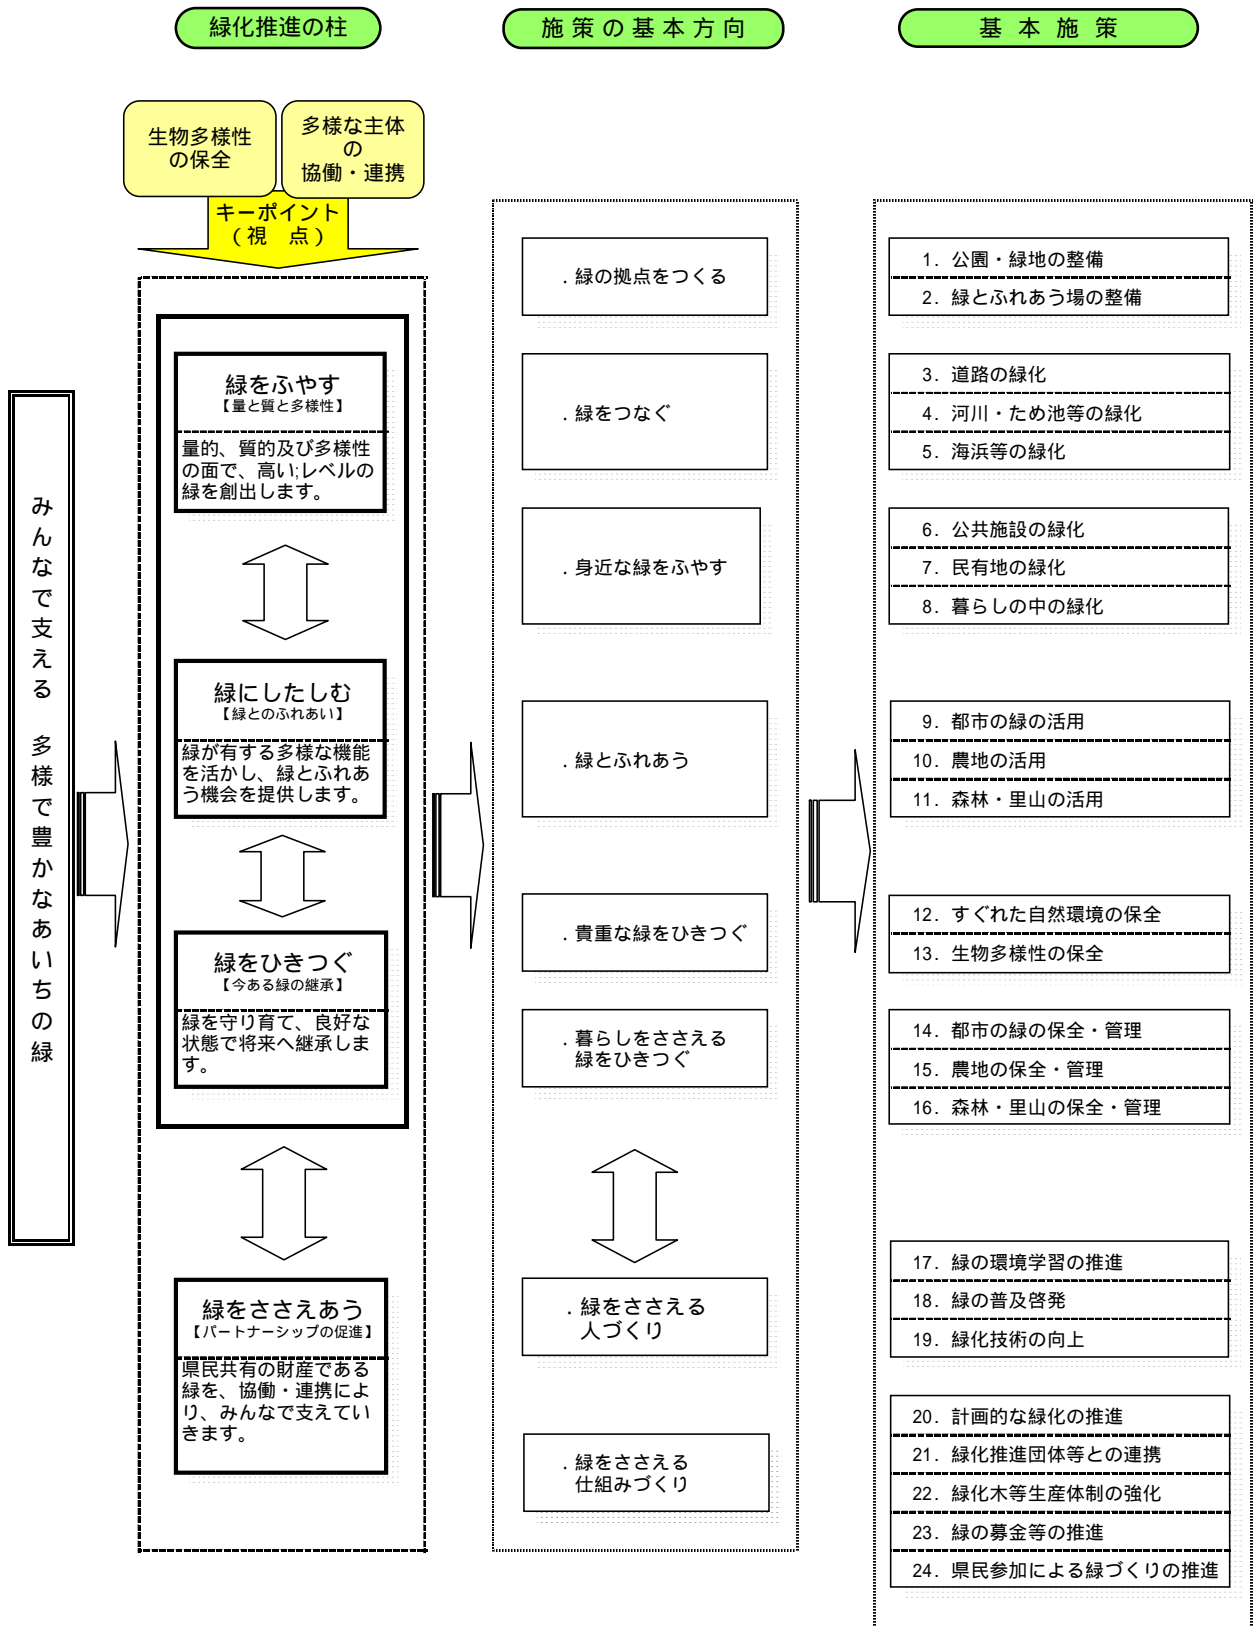 緑化推進の柱
施策の基本方向
基本施策
生物多様性
の保全
多様な主体
の
協働・連携
キーポイント
(視 点)
みんなで支える 多様で豊かなあいちの緑
緑をふやす
【量と質と多様性】
量的、質的及び多様性
の面で、高い;レベルの
緑を創出します。
緑にしたしむ
【緑とのふれあい】
緑が有する多様な機能
を活かし、緑とふれあ
う機会を提供します。
緑をひきつぐ
【今ある緑の継承】
緑を守り育て、良好な
状態で将来へ継承しま
す。
緑をささえあう
【パートナーシップの促進】
県民共有の財産である
緑を、協働・連携によ
り、みんなで支えてい
きます。
.緑の拠点をつくる
.緑をつなぐ
.身近な緑をふやす
.緑とふれあう
.貴重な緑をひきつぐ
.暮らしをささえる
緑をひきつぐ
.緑をささえる
人づくり
.緑をささえる
仕組みづくり
1. 公園・緑地の整備
2. 緑とふれあう場の整備
3. 道路の緑化
4. 河川・ため池等の緑化
5. 海浜等の緑化
6. 公共施設の緑化
7. 民有地の緑化
8. 暮らしの中の緑化
9. 都市の緑の活用
10. 農地の活用
11. 森林・里山の活用
12. すぐれた自然環境の保全
13. 生物多様性の保全
14. 都市の緑の保全・管理
15. 農地の保全・管理
16. 森林・里山の保全・管理
17. 緑の環境学習の推進
18. 緑の普及啓発
19. 緑化技術の向上
20. 計画的な緑化の推進
21. 緑化推進団体等との連携
22. 緑化木等生産体制の強化
23. 緑の募金等の推進
24. 県民参加による緑づくりの推進